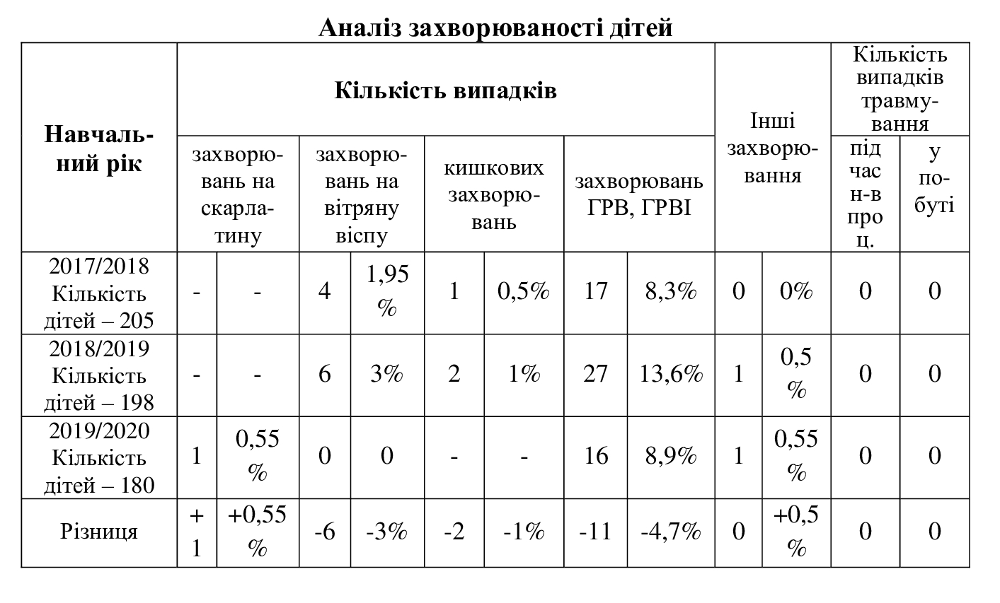 Аналіз захворюваності дітей
Навчаль-
ний рік
Кількість випадків
Інші
захворю-
вання
Кількість
випадків
травму-
вання
захворю-
вань на
скарла-
тину
захворю-
вань на
вітряну
віспу
кишкових
захворю-
вань
захворювань
ГРВ, ГРВІ
під
час
н-в
про
ц.
у
по-
буті
2017/2018
Кількість
дітей – 205
-
-
4
1,95
%
1
0,5%
17
8,3%
0
0%
0
0
2018/2019
Кількість
дітей – 198
-
-
6
3%
2
1%
27
13,6%
1
0,5
%
0
0
2019/2020
Кількість
дітей – 180
1
0,55
%
0
0
-
-
16
8,9%
1
0,55
%
0
0
Різниця
+
1
+0,55
%
-6
-3%
-2
-1%
-11
-4,7%
0
+0,5
%
0
0